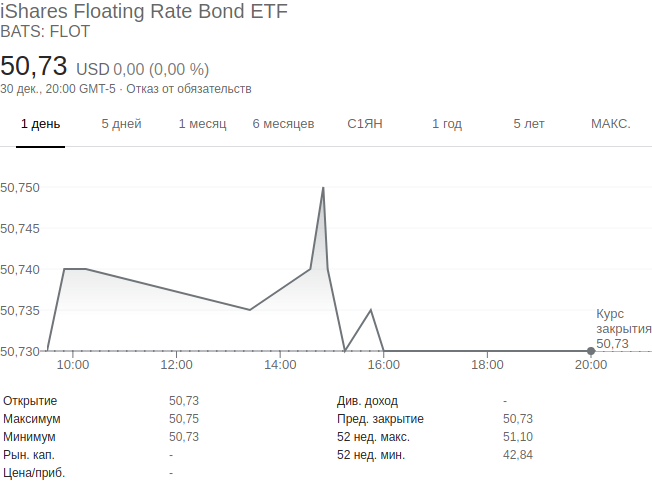 iShares Floating Rate Bond ETF
BATS: FLOT
50,73 USD 0,00 (0,00 %)
30 дек., 20:00 GMT-5 · Отказ от обязательств
1 день 5 дней 1 месяц 6 месяцев С1ЯН 1 год 5 лет МАКС.
50,750
50,745
50,740
50,735
50,730
Курс
закрытия
50,73
10:00 12:00 14:00 16:00 18:00 20:00
Открытие 50,73 Див. доход -
Максимум 50,75 Пред. закрытие 50,73
Минимум 50,73 52 нед. макс. 51,10
Рын. кап. - 52 нед. мин. 42,84
Цена/приб. -